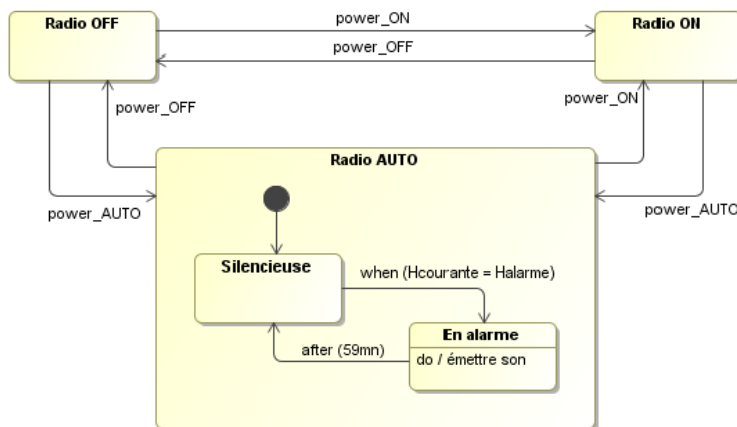 Radio OFF
power_ON
Radio ON
power_OFF
power_OFF
power_ON
Radio AUTO
power_AUTO
power_AUTO
Silencieuse
when (Hcourante = Halarme)
En alarme
after (59mn)
do / émettre son